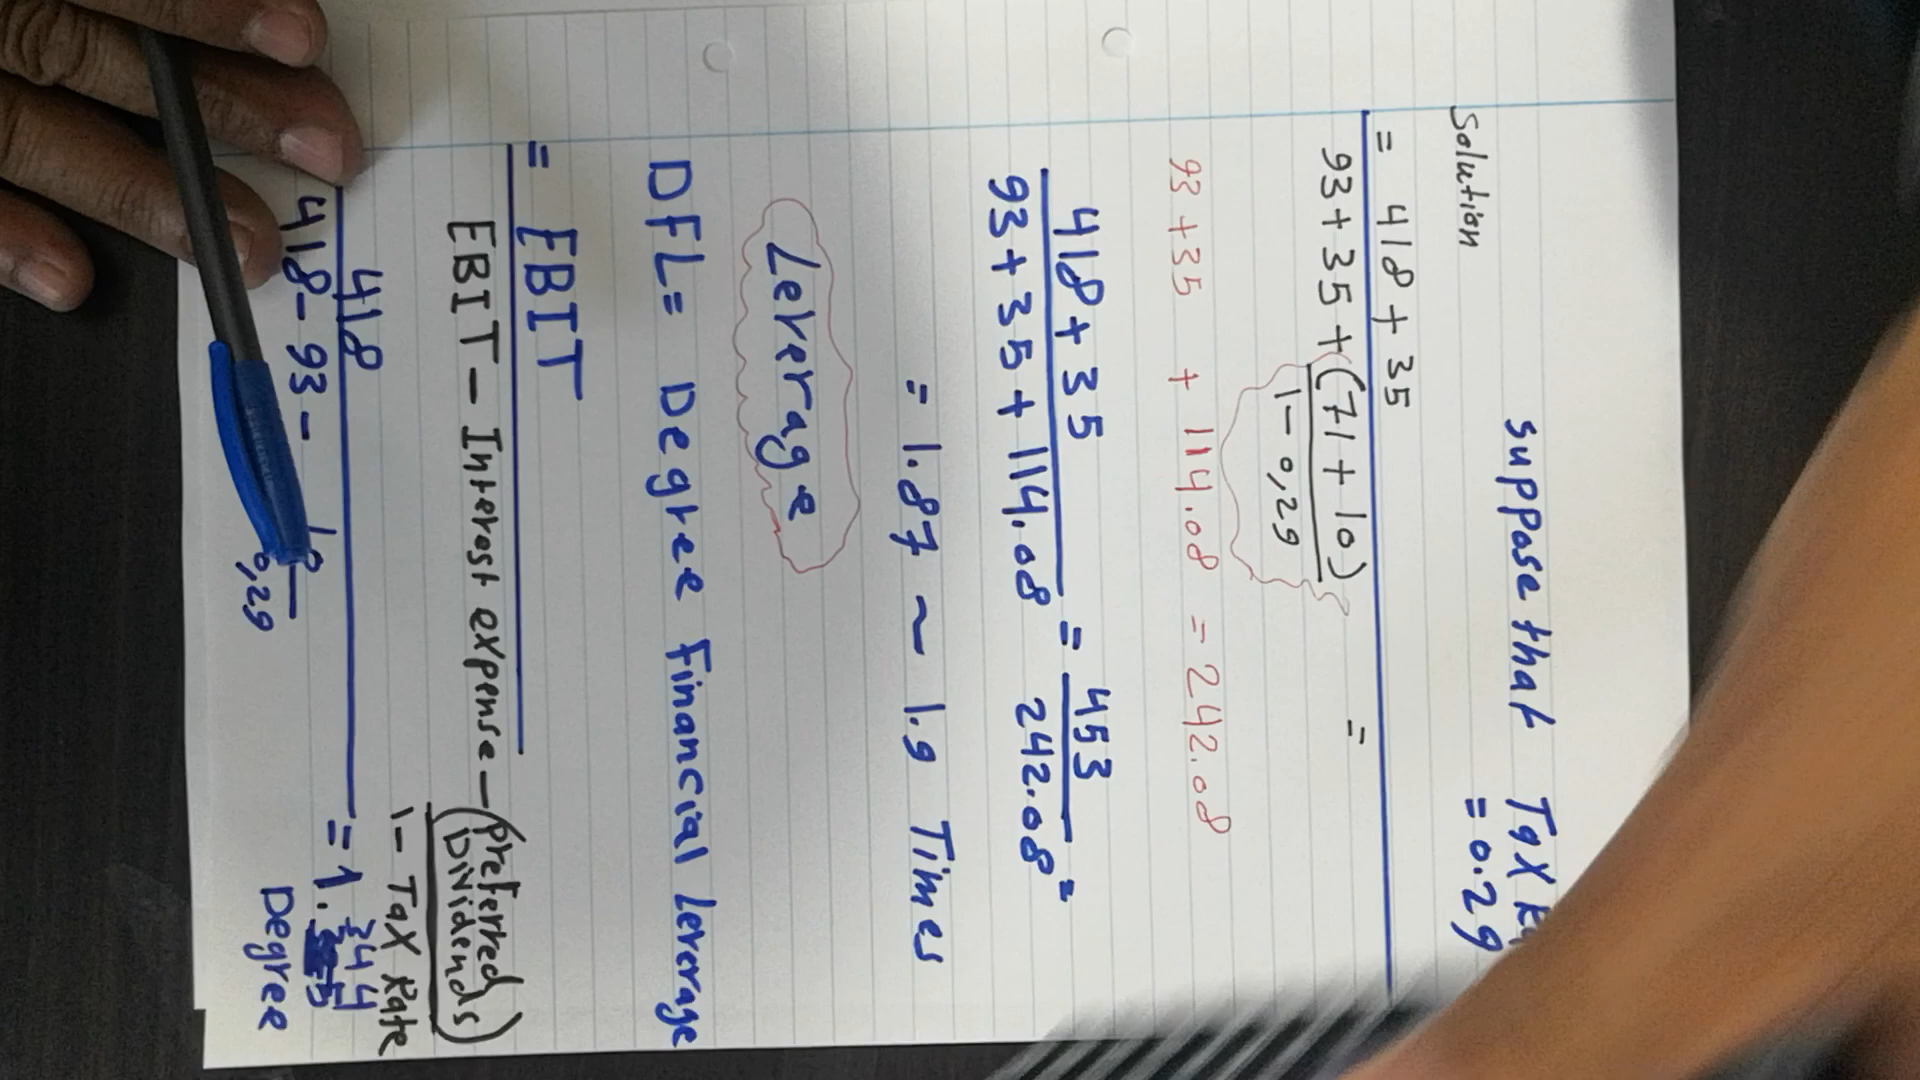 suppose that Tax
= 0.29
Solution
= 418 + 35
93 + 35 + (71 + 10) =
1 - 0,29
93 + 35 + 114.08 = 242.08
418 + 35 = 453 =
93 + 35 + 114.08 242.08
= 1.87 ~ 1.9 Times
Leverage
DFL = Degree Financial leverage
= EBIT
EBIT - Interest expense - (Preferred Dividends)
1 - Tax Rate
418 = 1.344
418 - 93 - 10 Degree
0,29